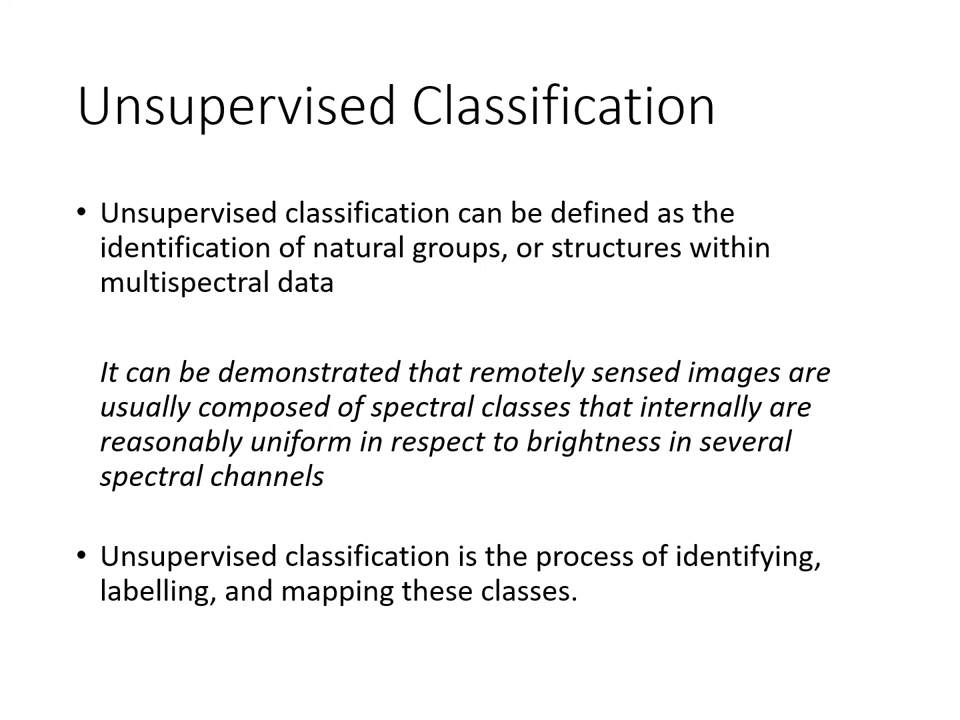 Unsupervised Classification
• Unsupervised classification can be defined as the
identification of natural groups, or structures within
multispectral data
It can be demonstrated that remotely sensed images are
usually composed of spectral classes that internally are
reasonably uniform in respect to brightness in several
spectral channels
• Unsupervised classification is the process of identifying,
labelling, and mapping these classes.